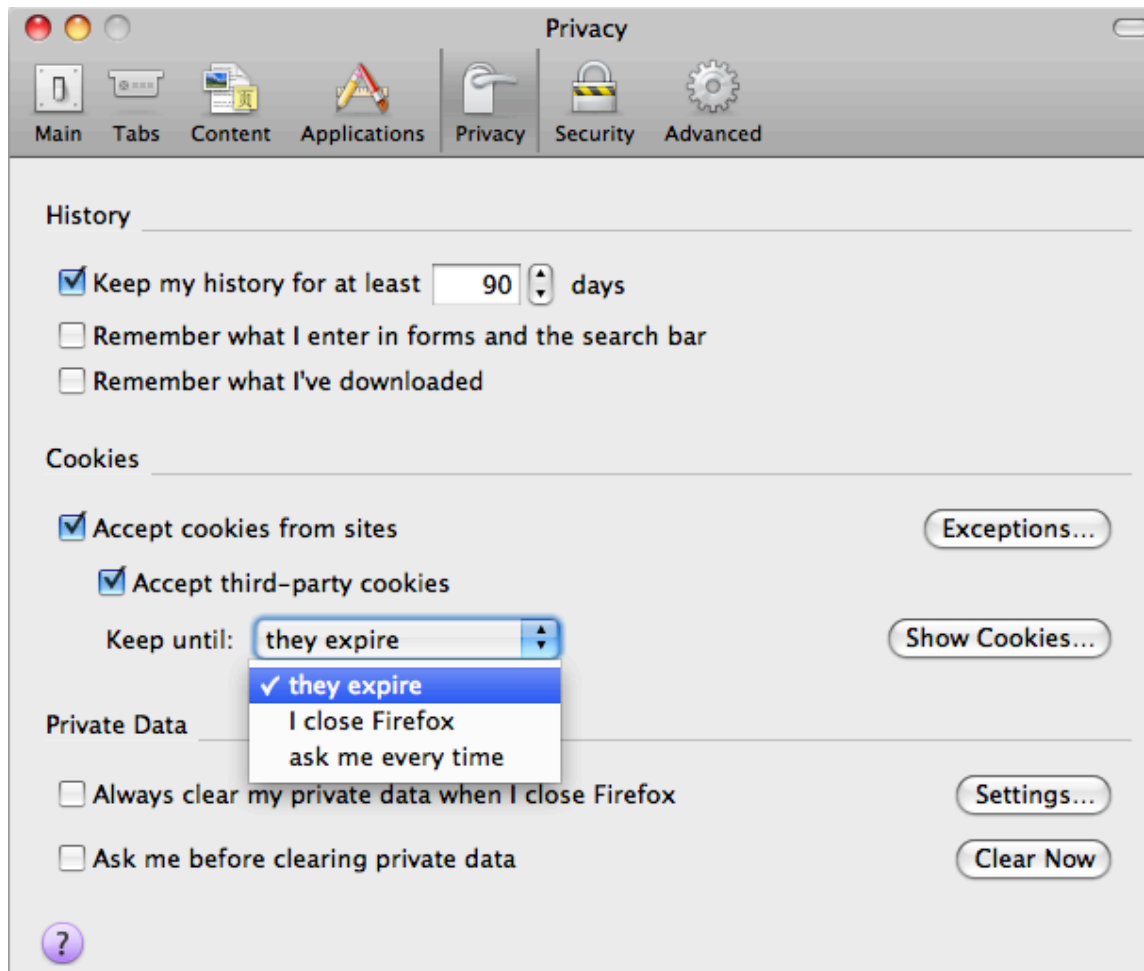 Privacy
Main Tabs Content Applications Privacy Security Advanced
History
Keep my history for at least 90 days
Remember what I enter in forms and the search bar
Remember what I've downloaded
Cookies
Accept cookies from sites Exceptions...
Accept third-party cookies
Keep until: they expire Show Cookies...
✓ they expire
I close Firefox
Private Data
ask me every time
Always clear my private data when I close Firefox Settings...
Ask me before clearing private data Clear Now
?